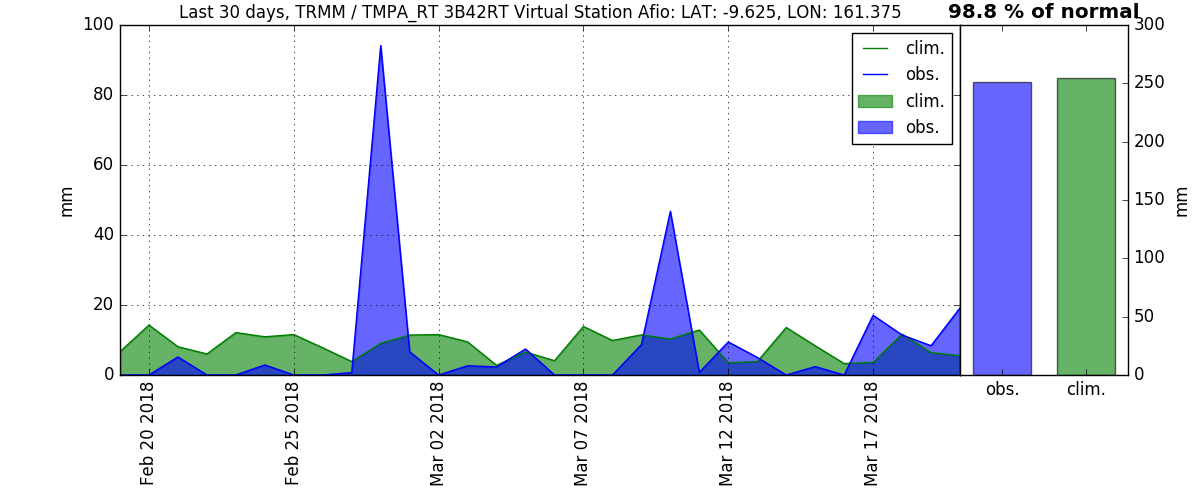 Last 30 days, TRMM / TMPA_RT 3B42RT Virtual Station Afio: LAT: -9.625, LON: 161.375
98.8 % of normal
100
80
60
40
20
0
mm
clim.
obs.
clim.
obs.
Feb 20 2018
Feb 25 2018
Mar 02 2018
Mar 07 2018
Mar 12 2018
Mar 17 2018
300
250
200
150
100
50
0
mm
obs.
clim.